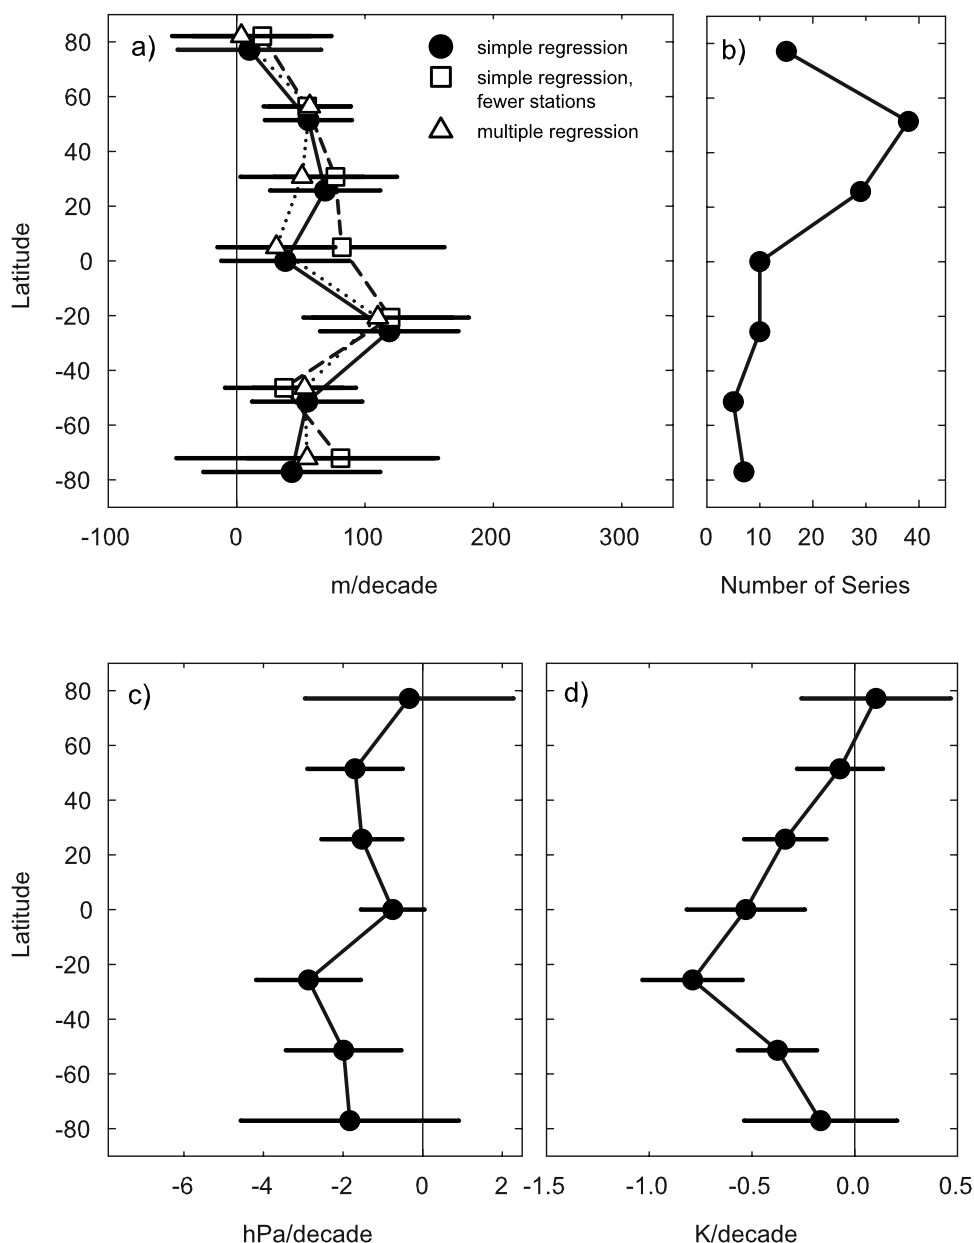 a)
simple regression
simple regression,
fewer stations
multiple regression
80
60
40
20
0
-20
-40
-60
-80
Latitude
-100 0 100 200 300
m/decade
b)
0 10 20 30 40
Number of Series
c)
80
60
40
20
0
-20
-40
-60
-80
Latitude
-6 -4 -2 0 2
hPa/decade
d)
-1.5 -1.0 -0.5 0.0 0.5
K/decade